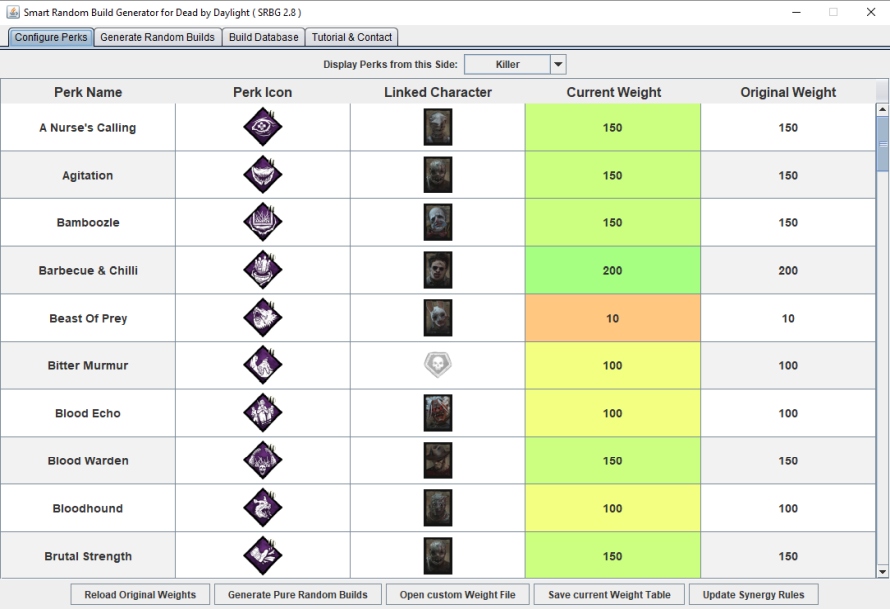 Smart Random Build Generator for Dead by Daylight ( SRBG 2.8 )
Configure Perks Generate Random Builds Build Database Tutorial & Contact
Display Perks from this Side: Killer
Perk Name Perk Icon Linked Character Current Weight Original Weight
A Nurse's Calling 150 150
Agitation 150 150
Bamboozle 150 150
Barbecue & Chilli 200 200
Beast Of Prey 10 10
Bitter Murmur 100 100
Blood Echo 100 100
Blood Warden 150 150
Bloodhound 100 100
Brutal Strength 150 150
Reload Original Weights Generate Pure Random Builds Open custom Weight File Save current Weight Table Update Synergy Rules